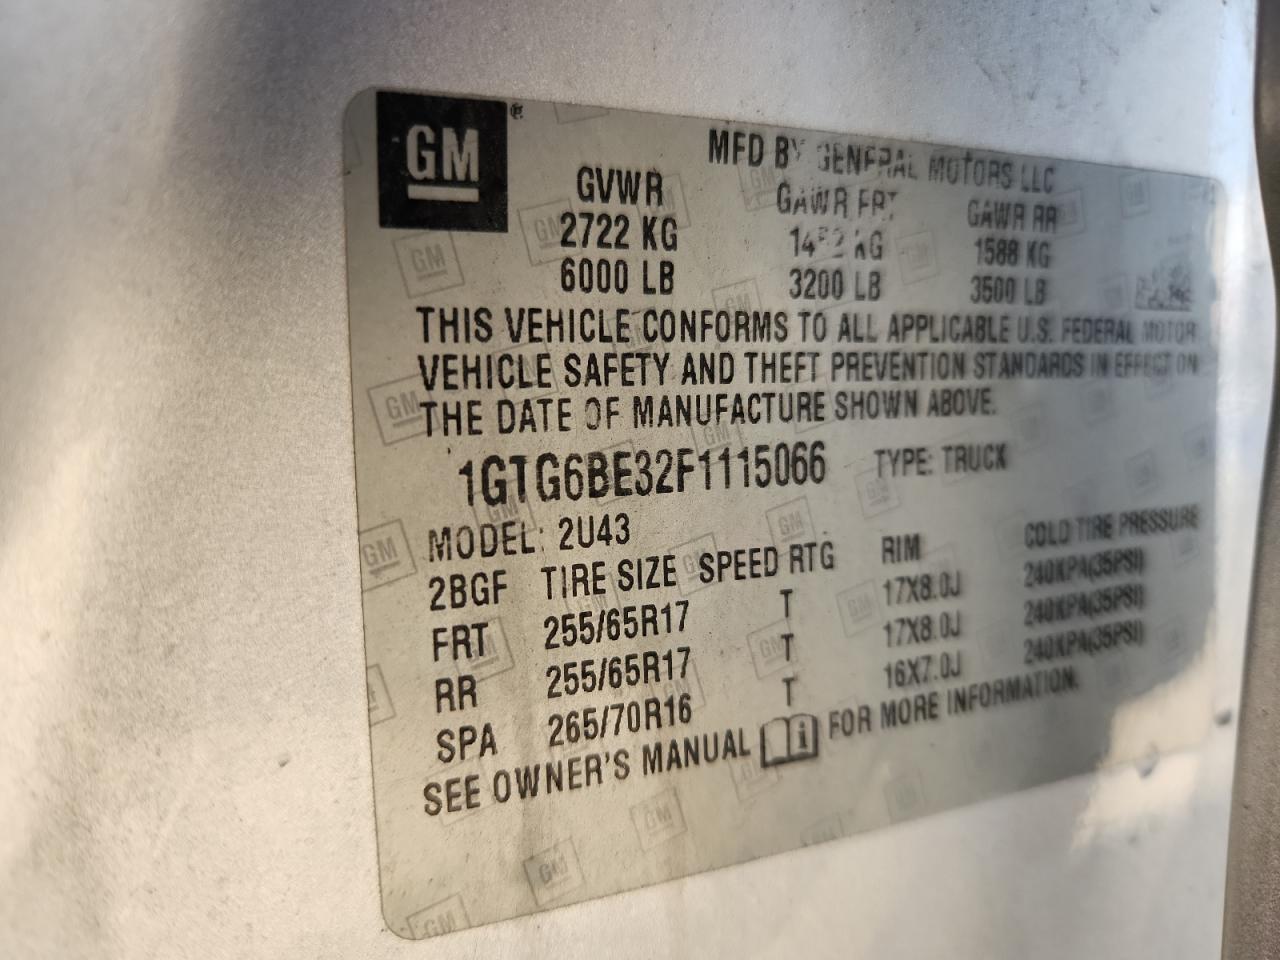 GM
MFD BY GENERAL MOTORS LLC
GVWR GAWR FRT GAWR RR
2722 KG 1452 KG 1588 KG
6000 LB 3200 LB 3500 LB
THIS VEHICLE CONFORMS TO ALL APPLICABLE U.S. FEDERAL MOTOR
VEHICLE SAFETY AND THEFT PREVENTION STANDARDS IN EFFECT ON
THE DATE OF MANUFACTURE SHOWN ABOVE.
1GTG6BE32F1115066 TYPE: TRUCK
MODEL: 2U43
2BGF TIRE SIZE SPEED RTG RIM COLD TIRE PRESSURE
FRT 255/65R17 T 17X8.0J 240KPA(35PSI)
RR 255/65R17 T 17X8.0J 240KPA(35PSI)
SPA 265/70R16 T 16X7.0J 240KPA(35PSI)
SEE OWNER'S MANUAL FOR MORE INFORMATION.